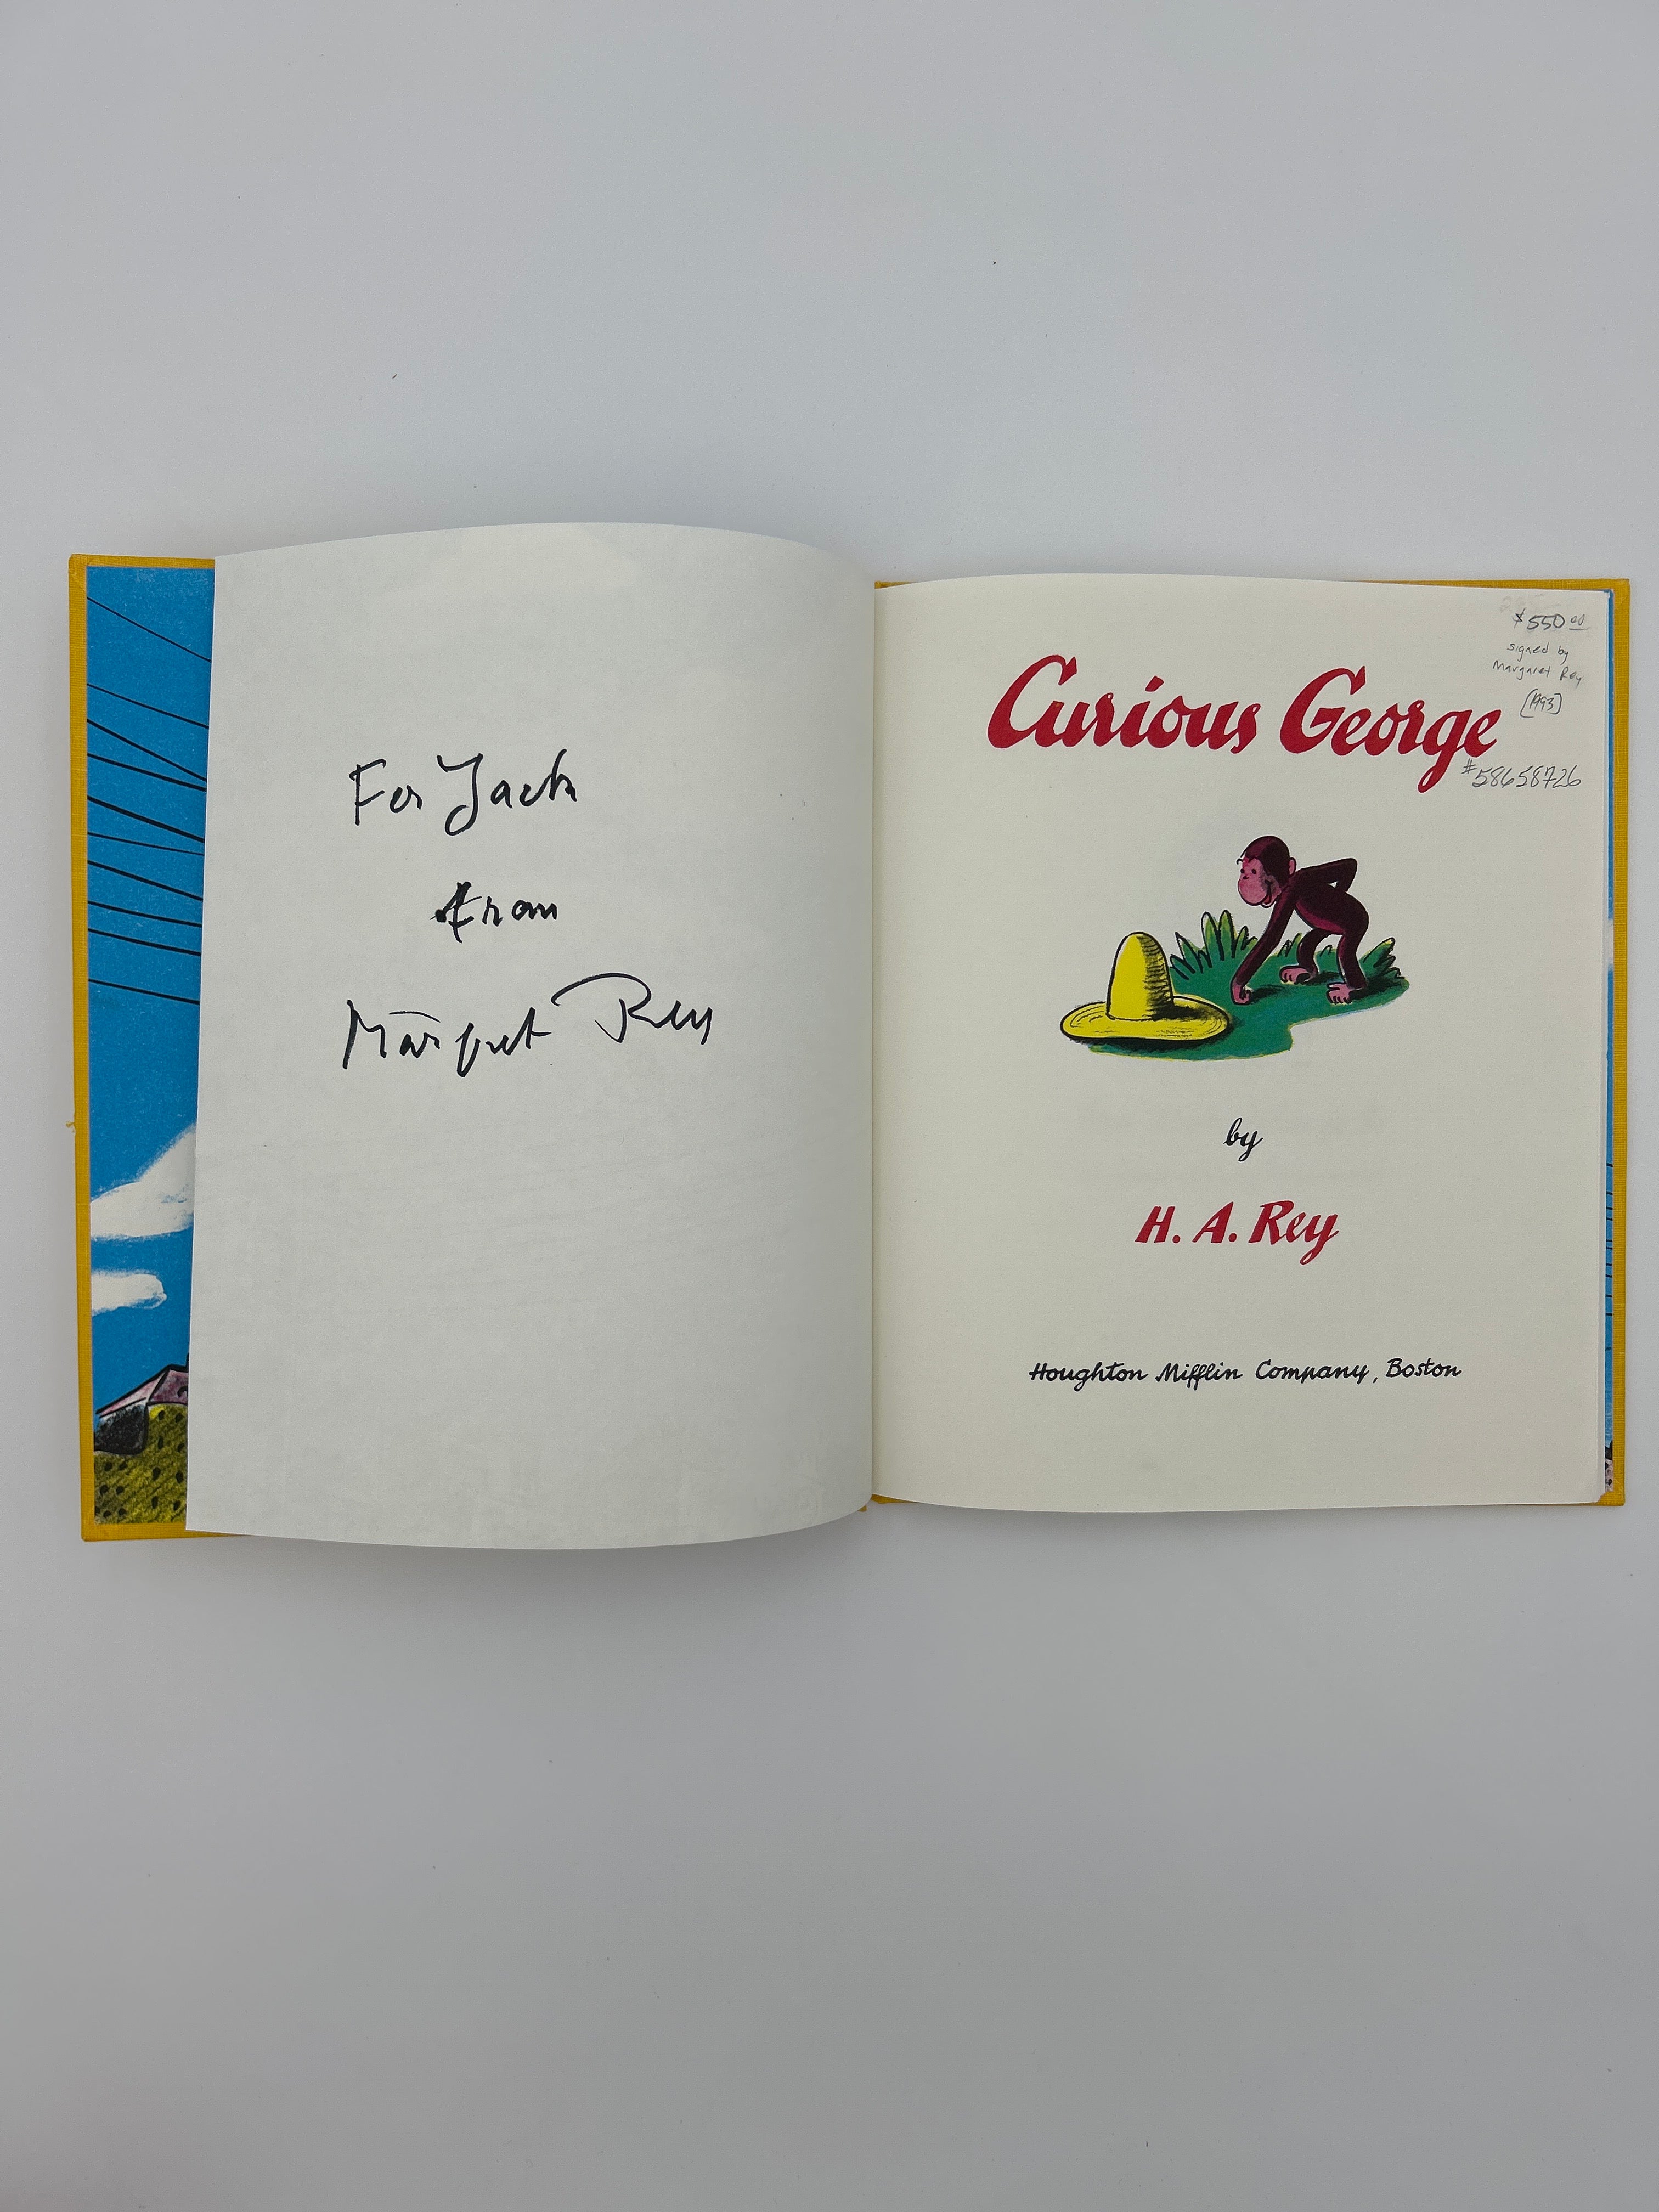 For Jack
from
Margret Rey
$550.00
signed by
Margaret Rey
[1993]
Curious George
#58658726
by
H. A. Rey
Houghton Mifflin Company, Boston